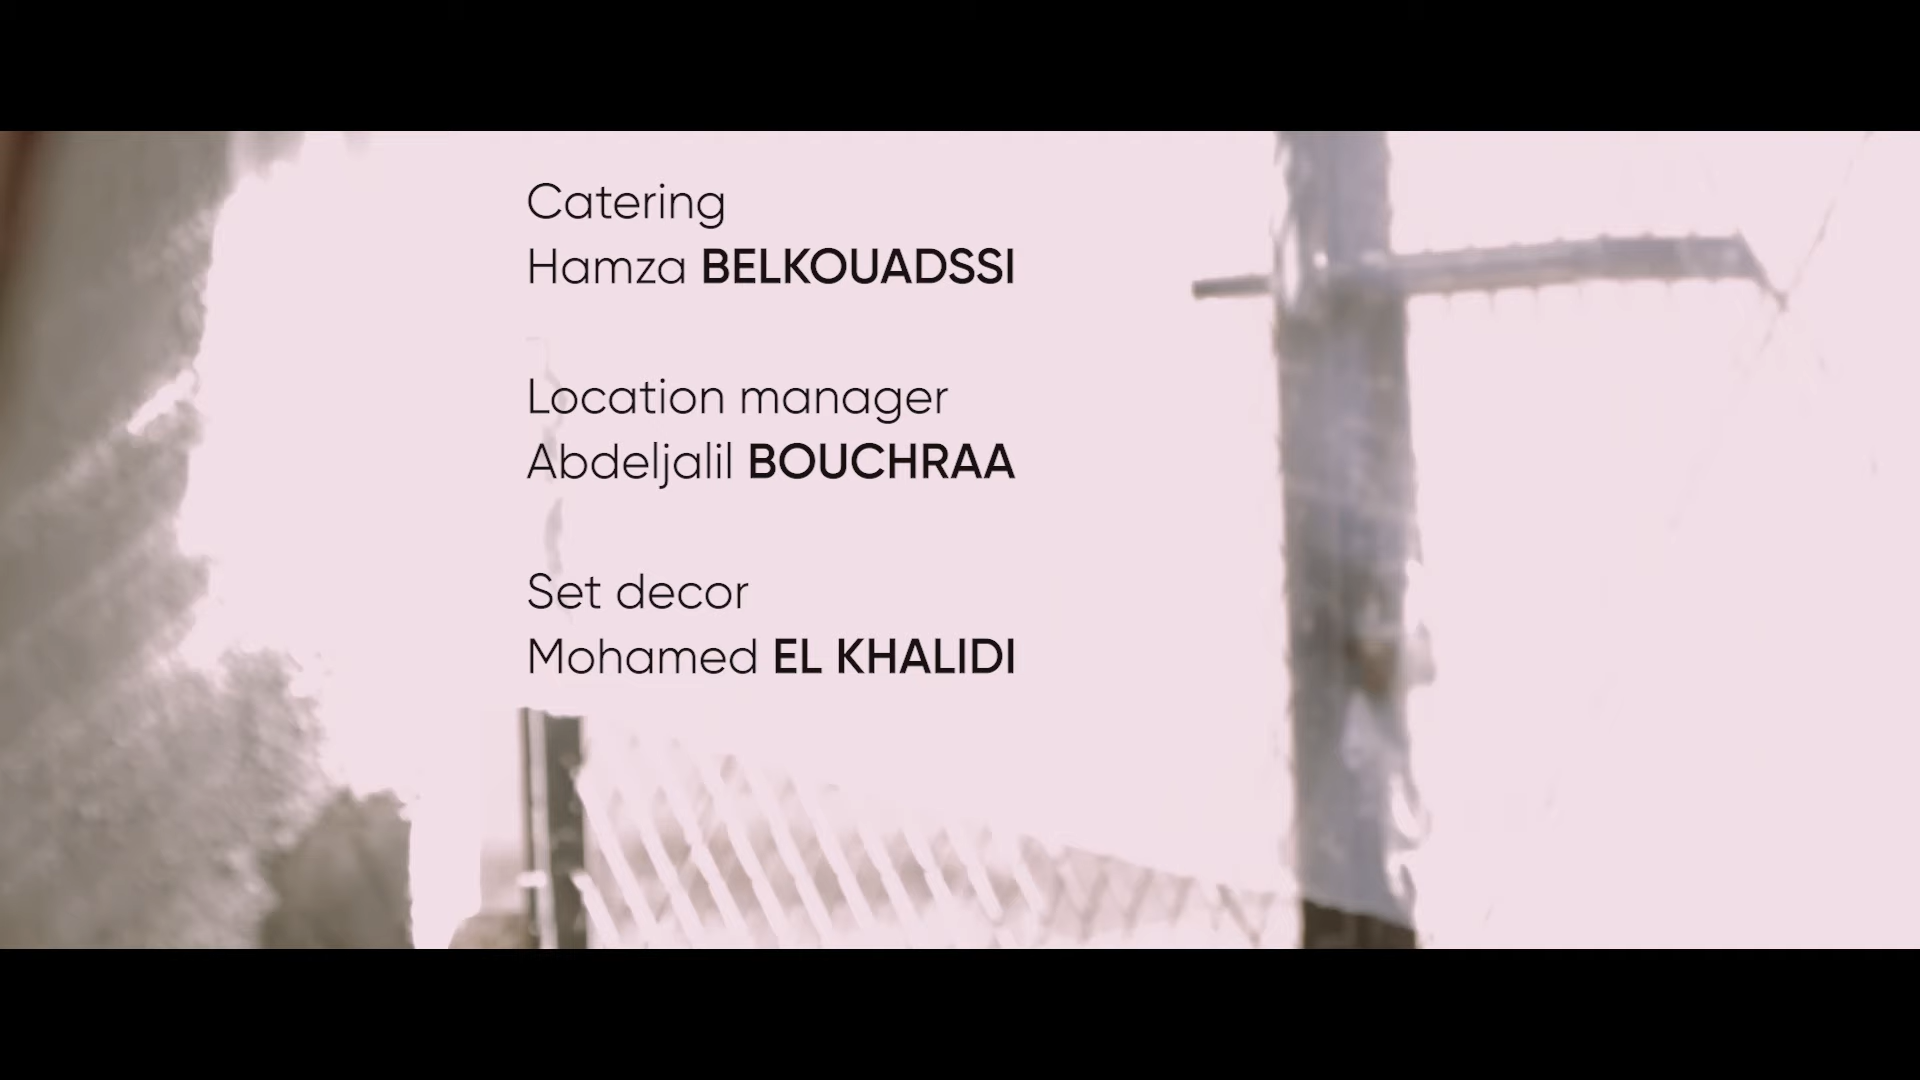 Catering
Hamza BELKOUADSSI
Location manager
Abdeljalil BOUCHRAA
Set decor
Mohamed EL KHALIDI